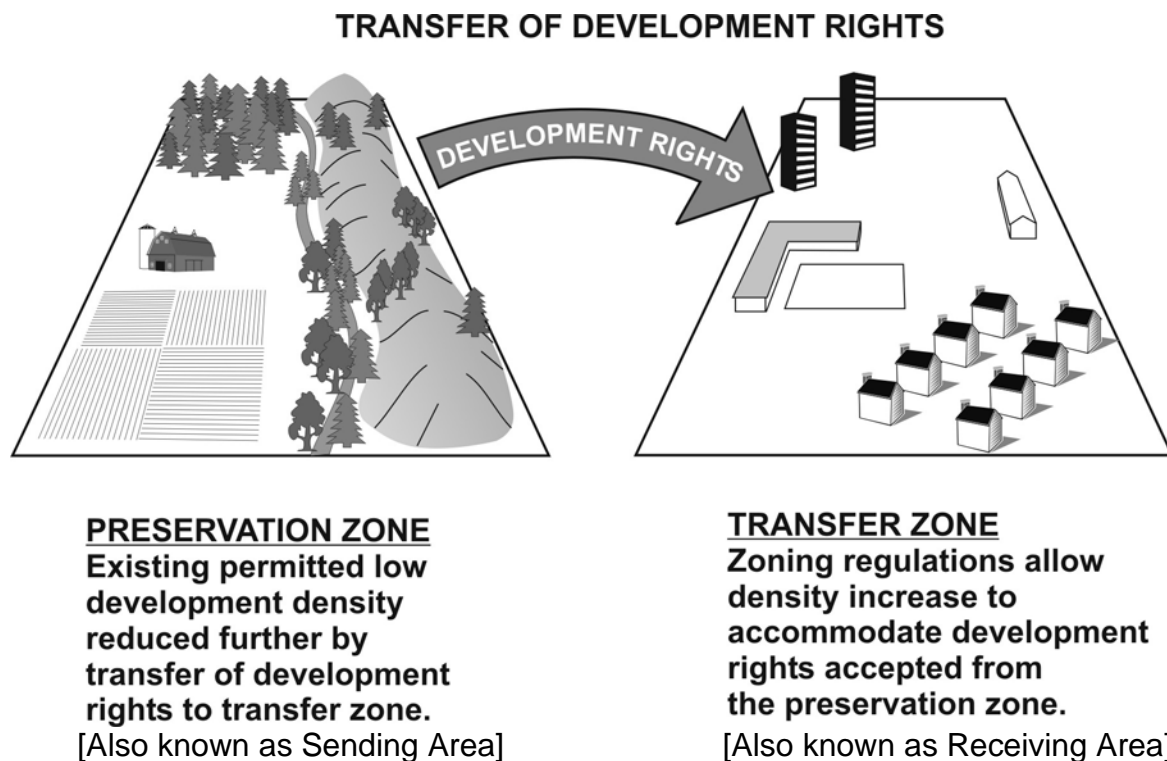 TRANSFER OF DEVELOPMENT RIGHTS
DEVELOPMENT RIGHTS
PRESERVATION ZONE
Existing permitted low
development density
reduced further by
transfer of development
rights to transfer zone.
[Also known as Sending Area]
TRANSFER ZONE
Zoning regulations allow
density increase to
accommodate development
rights accepted from
the preservation zone.
[Also known as Receiving Area]